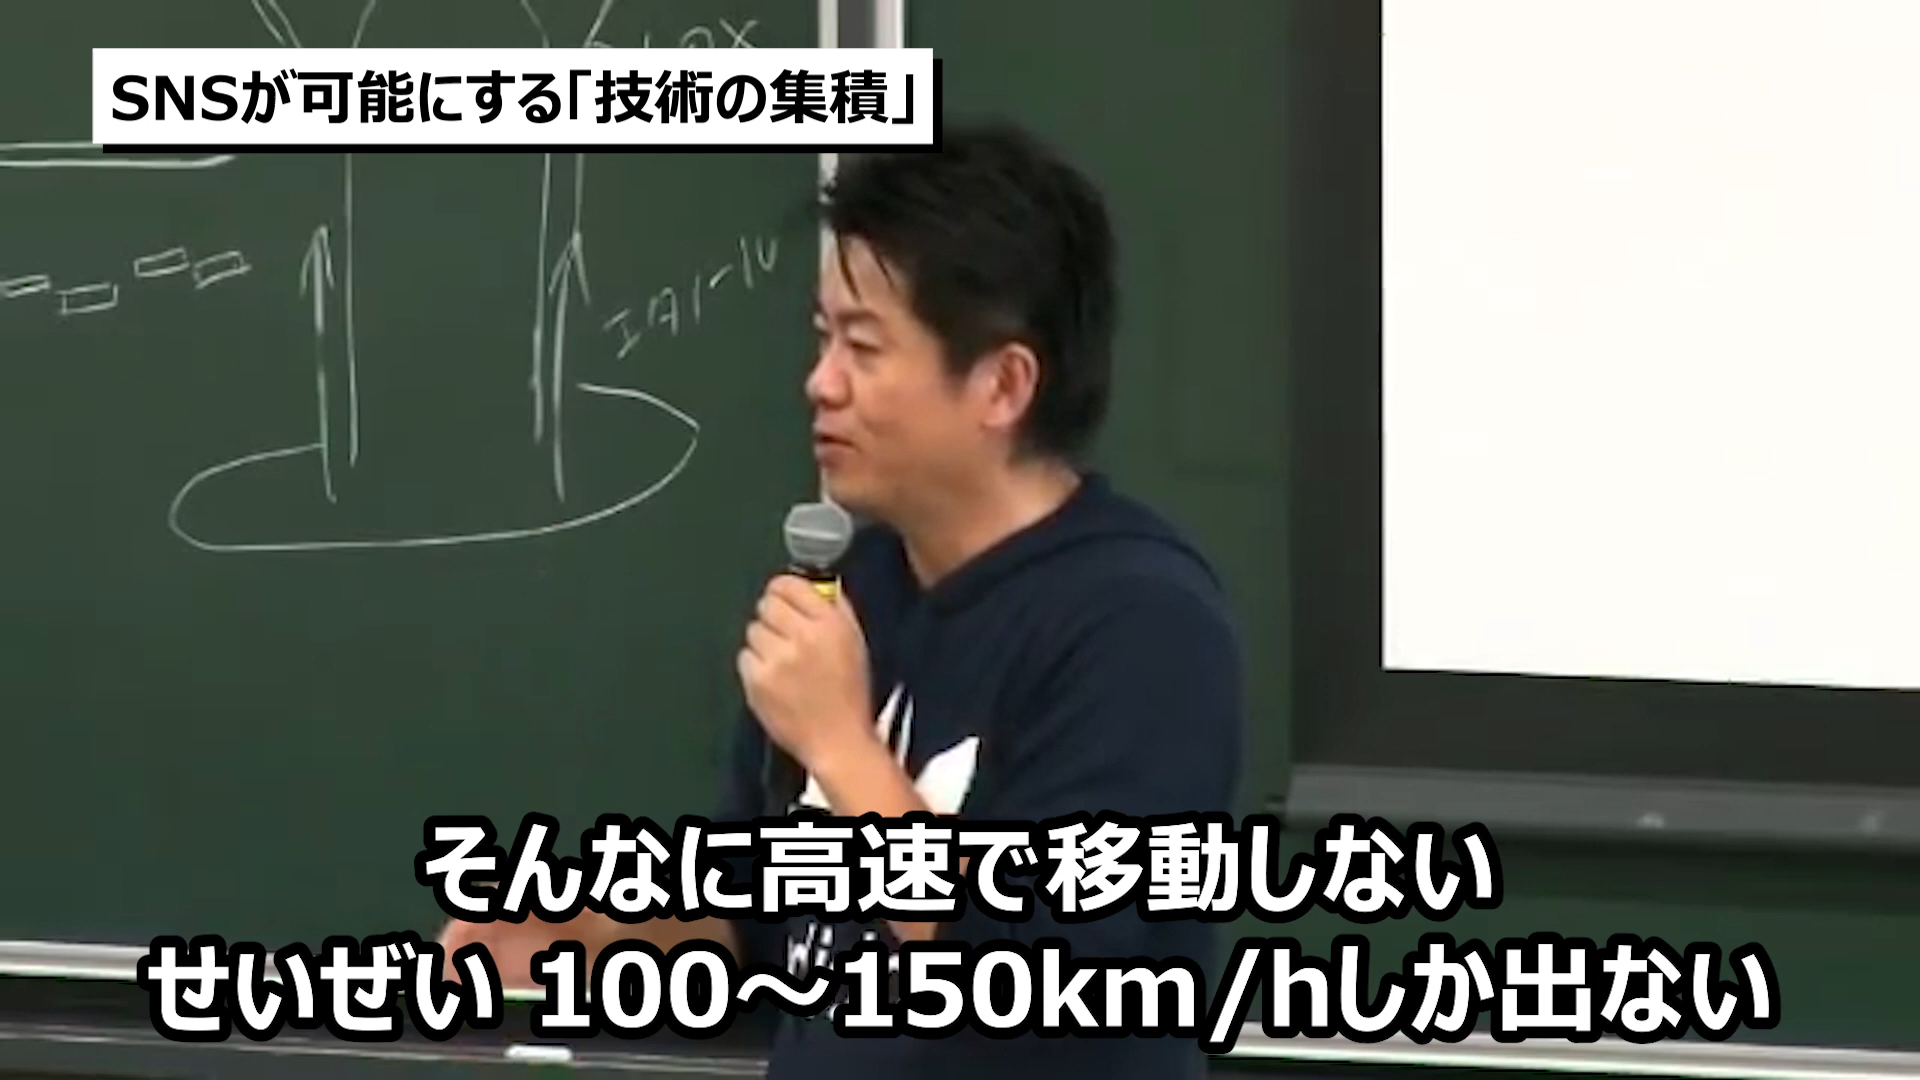 SNSが可能にする「技術の集積」
そんなに高速で移動しない
せいぜい 100～150km/hしか出ない